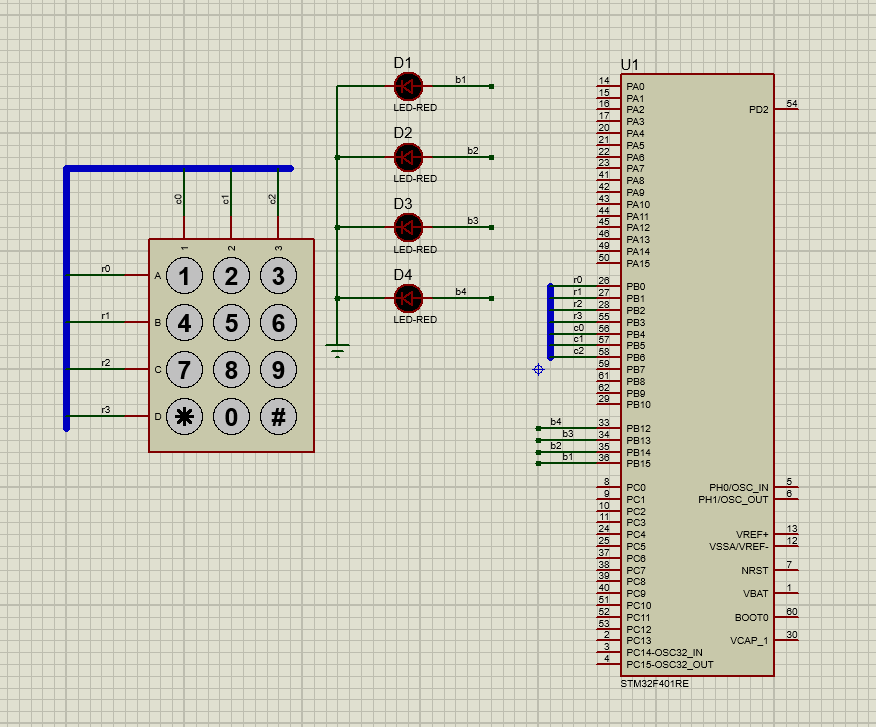 c0 c1 c2
1 2 3
A r0 1 2 3
B r1 4 5 6
C r2 7 8 9
D r3 * 0 #
D1
b1
LED-RED
D2
b2
LED-RED
D3
b3
LED-RED
D4
b4
LED-RED
U1
14 PA0
15 PA1
16 PA2
17 PA3
20 PA4
21 PA5
22 PA6
23 PA7
41 PA8
42 PA9
43 PA10
44 PA11
45 PA12
46 PA13
49 PA14
50 PA15
r0 26 PB0
r1 27 PB1
r2 28 PB2
r3 55 PB3
c0 56 PB4
c1 57 PB5
c2 58 PB6
59 PB7
61 PB8
62 PB9
29 PB10
b4 33 PB12
b3 34 PB13
b2 35 PB14
b1 36 PB15
8 PC0
9 PC1
10 PC2
11 PC3
24 PC4
25 PC5
37 PC6
38 PC7
39 PC8
40 PC9
51 PC10
52 PC11
53 PC12
2 PC13
3 PC14-OSC32_IN
4 PC15-OSC32_OUT
PD2 54
PH0/OSC_IN 5
PH1/OSC_OUT 6
VREF+ 13
VSSA/VREF- 12
NRST 7
VBAT 1
BOOT0 60
VCAP_1 30
STM32F401RE